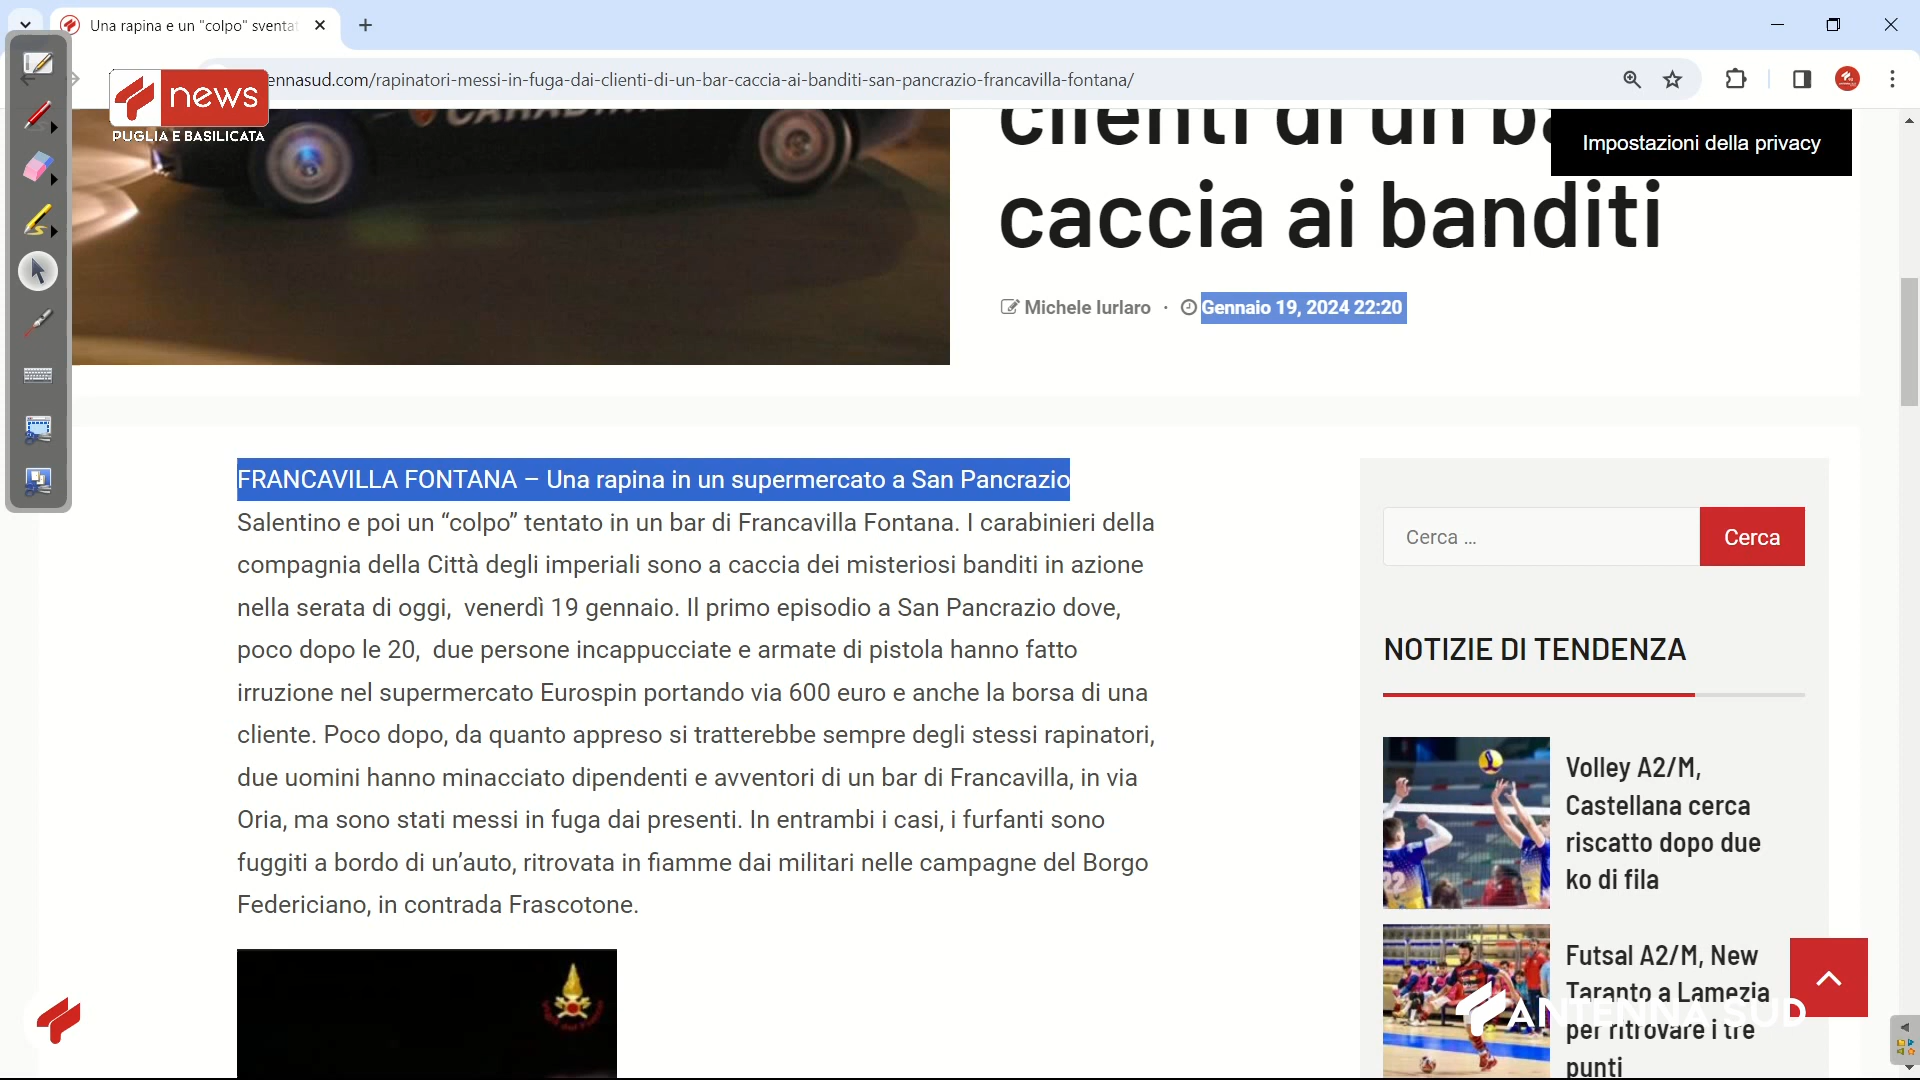 Una rapina e un "colpo" sventat
ennasud.com/rapinatori-messi-in-fuga-dai-clienti-di-un-bar-caccia-ai-banditi-san-pancrazio-francavilla-fontana/
news
PUGLIA E BASILICATA
clienti di un
caccia ai banditi
Impostazioni della privacy
Michele Iurlaro · Gennaio 19, 2024 22:20
FRANCAVILLA FONTANA – Una rapina in un supermercato a San Pancrazio
Salentino e poi un “colpo” tentato in un bar di Francavilla Fontana. I carabinieri della
compagnia della Città degli imperiali sono a caccia dei misteriosi banditi in azione
nella serata di oggi,  venerdì 19 gennaio. Il primo episodio a San Pancrazio dove,
poco dopo le 20,  due persone incappucciate e armate di pistola hanno fatto
irruzione nel supermercato Eurospin portando via 600 euro e anche la borsa di una
cliente. Poco dopo, da quanto appreso si tratterebbe sempre degli stessi rapinatori,
due uomini hanno minacciato dipendenti e avventori di un bar di Francavilla, in via
Oria, ma sono stati messi in fuga dai presenti. In entrambi i casi, i furfanti sono
fuggiti a bordo di un’auto, ritrovata in fiamme dai militari nelle campagne del Borgo
Federiciano, in contrada Frascotone.
Cerca …
Cerca
NOTIZIE DI TENDENZA
Volley A2/M,
Castellana cerca
riscatto dopo due
ko di fila
22
Futsal A2/M, New
Taranto a Lamezia
per ritrovare i tre
punti
ANTENNA SUD